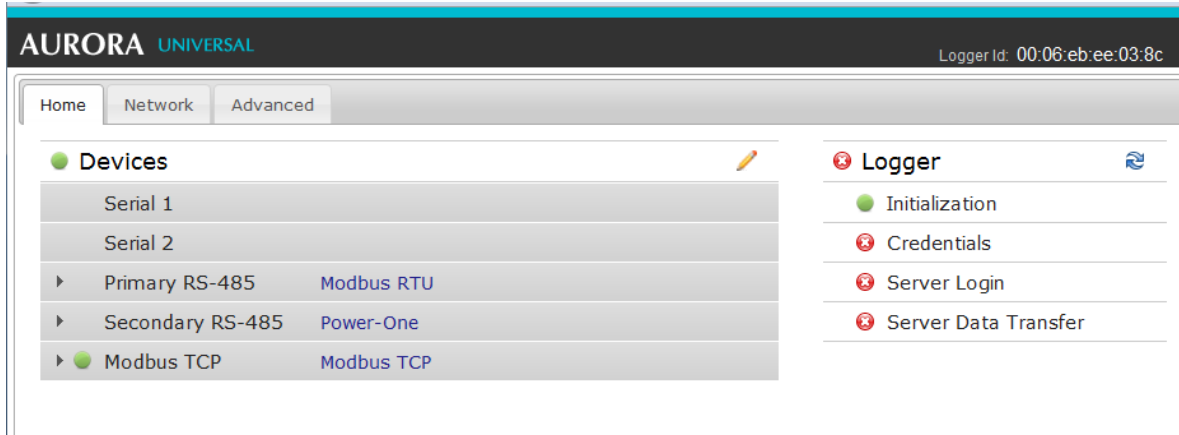 AURORA UNIVERSAL
Logger Id: 00:06:eb:ee:03:8c
Home Network Advanced
Devices
Serial 1
Serial 2
Primary RS-485 Modbus RTU
Secondary RS-485 Power-One
Modbus TCP Modbus TCP
Logger
Initialization
Credentials
Server Login
Server Data Transfer